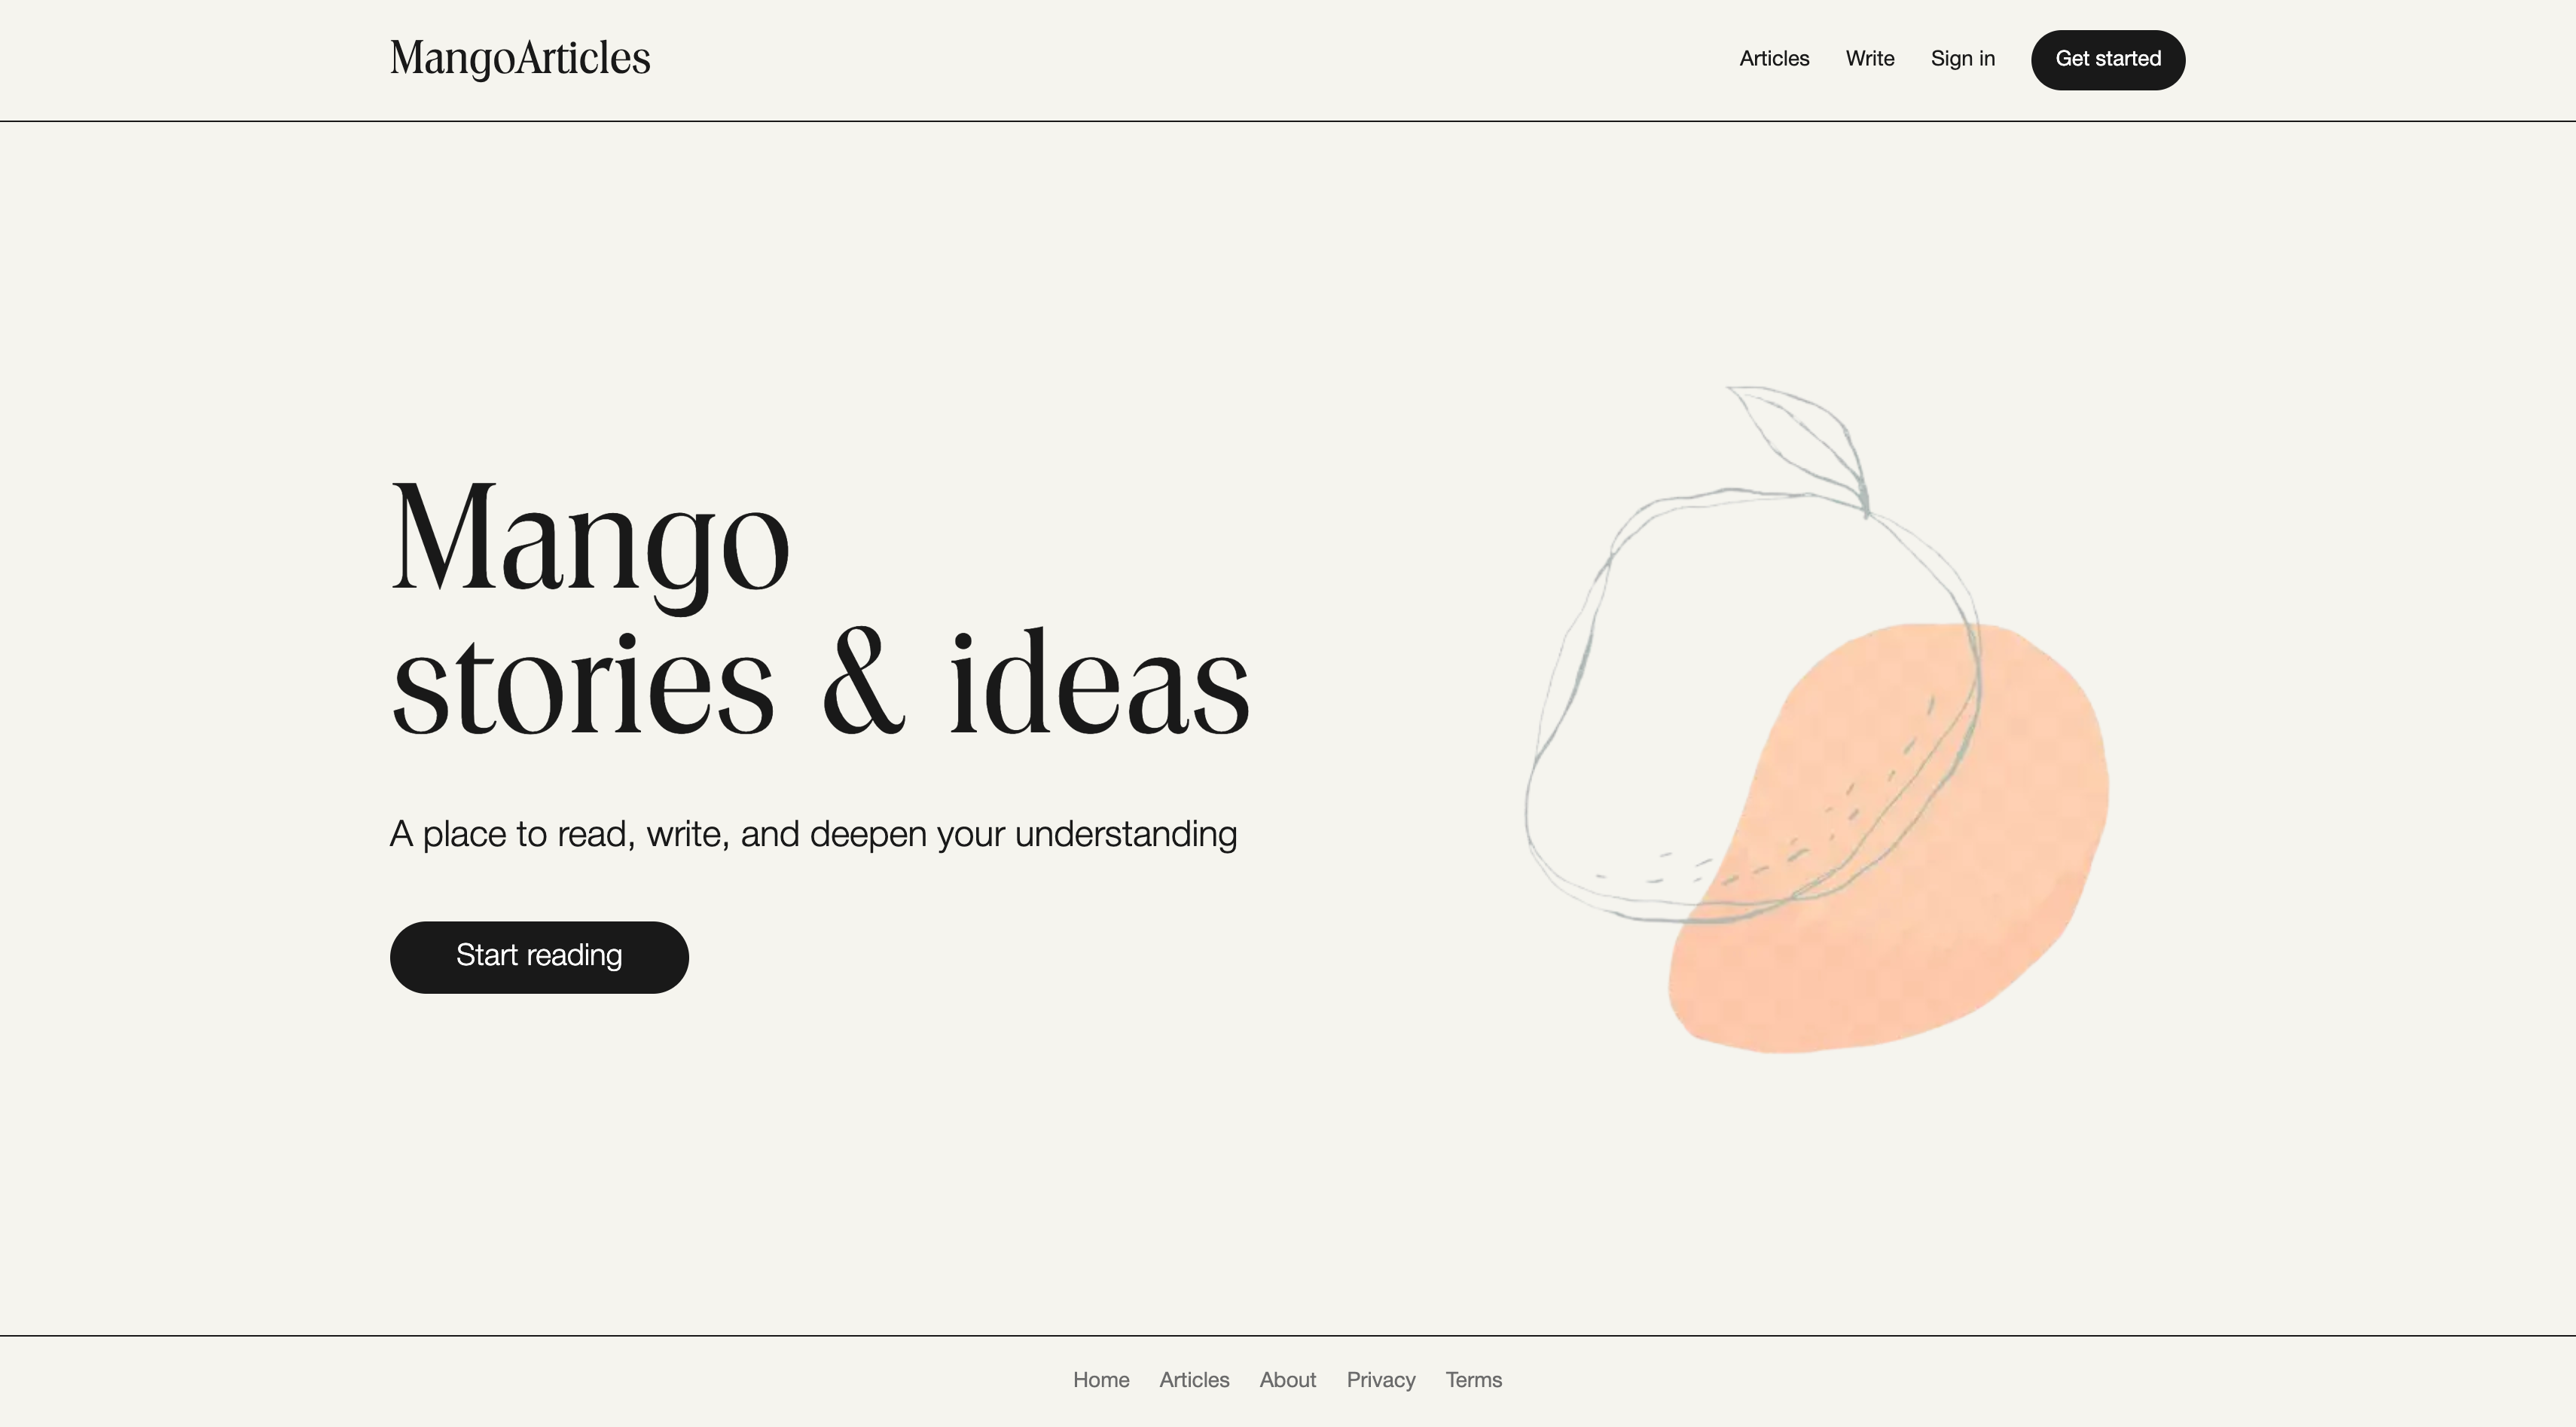 MangoArticles
Articles Write Sign in Get started
Mango
stories & ideas
A place to read, write, and deepen your understanding
Start reading
Home Articles About Privacy Terms